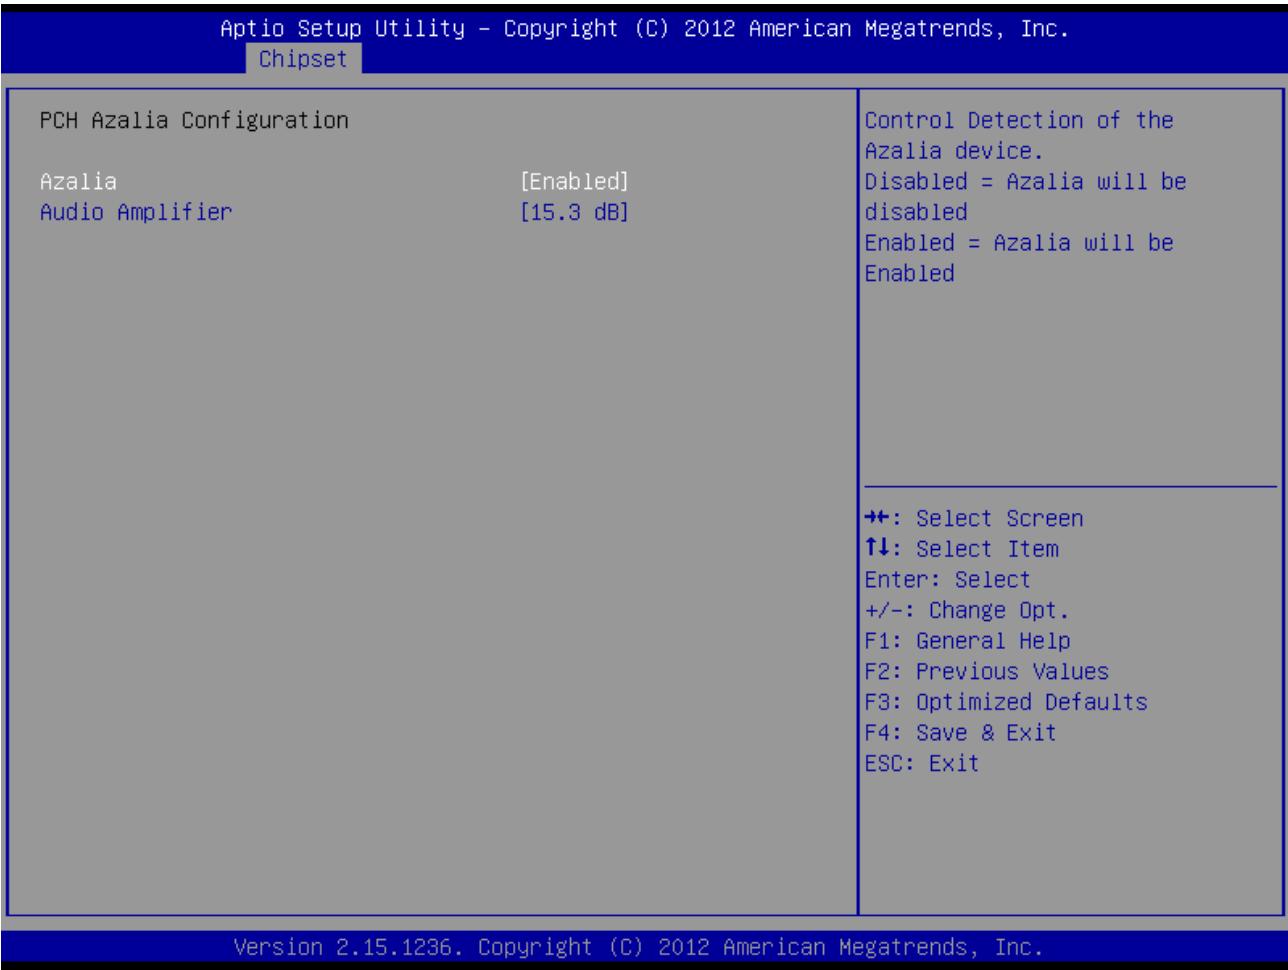 Aptio Setup Utility – Copyright (C) 2012 American Megatrends, Inc.
Chipset
PCH Azalia Configuration
Azalia [Enabled]
Audio Amplifier [15.3 dB]
Control Detection of the
Azalia device.
Disabled = Azalia will be
disabled
Enabled = Azalia will be
Enabled
→←: Select Screen
↑↓: Select Item
Enter: Select
+/-: Change Opt.
F1: General Help
F2: Previous Values
F3: Optimized Defaults
F4: Save & Exit
ESC: Exit
Version 2.15.1236. Copyright (C) 2012 American Megatrends, Inc.